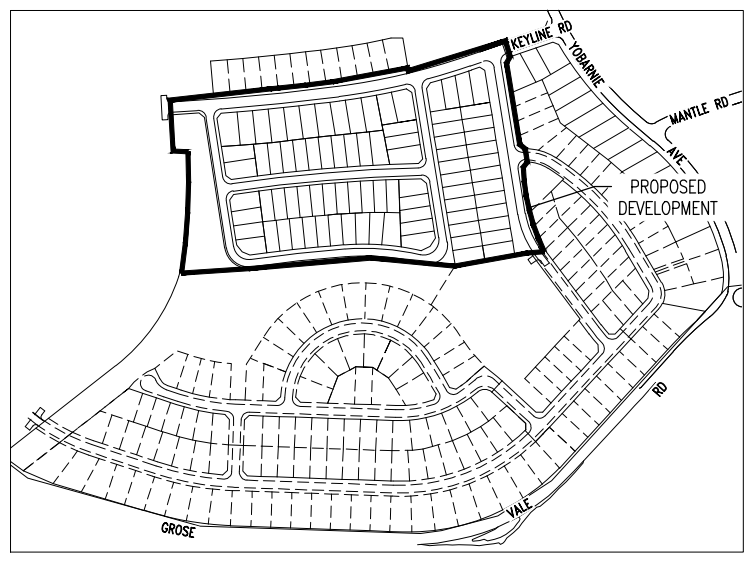 KEYLINE RD
YOBARNIE
MANTLE RD
AVE
PROPOSED
DEVELOPMENT
RD
VALE
GROSE